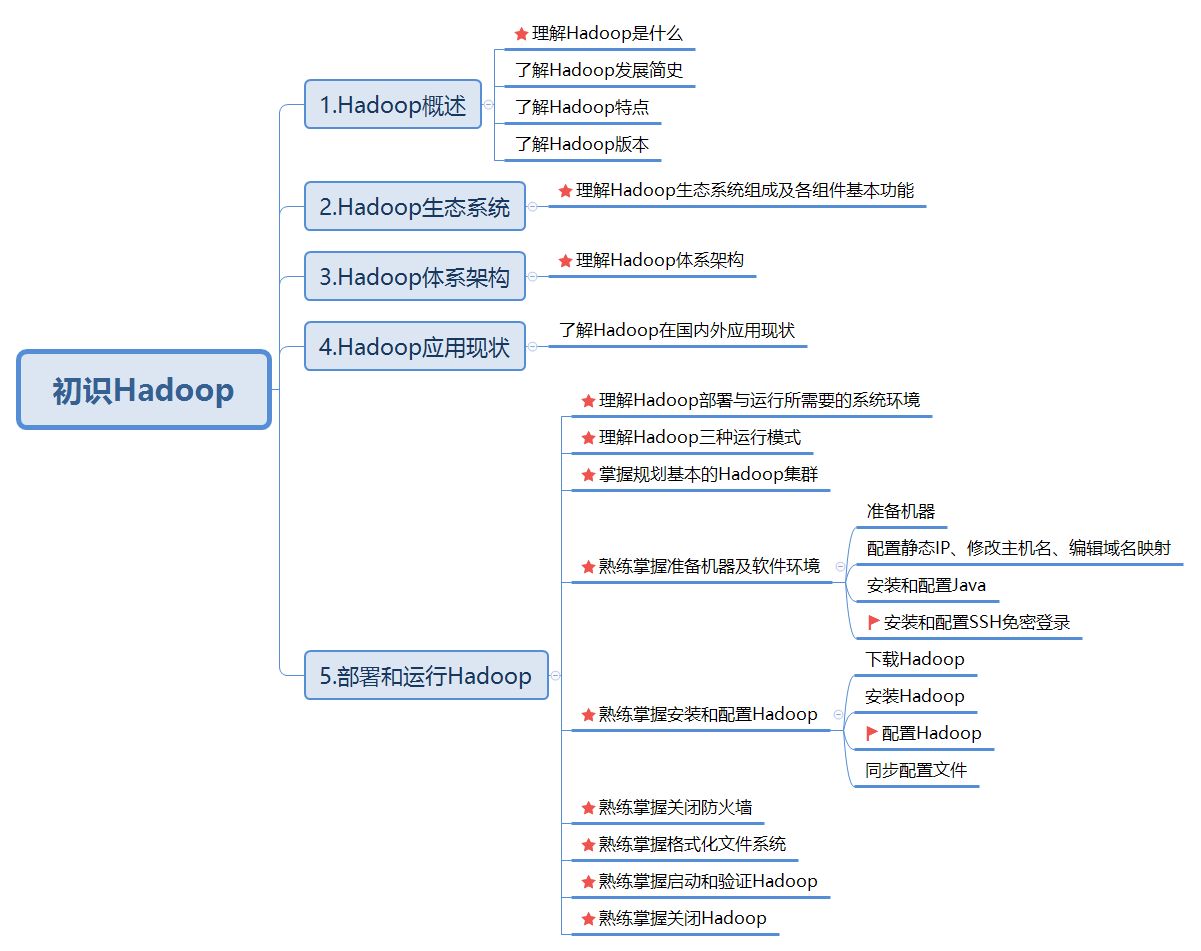 初识Hadoop
1.Hadoop概述
理解Hadoop是什么
了解Hadoop发展简史
了解Hadoop特点
了解Hadoop版本
2.Hadoop生态系统
理解Hadoop生态系统组成及各组件基本功能
3.Hadoop体系架构
理解Hadoop体系架构
4.Hadoop应用现状
了解Hadoop在国内外应用现状
5.部署和运行Hadoop
理解Hadoop部署与运行所需要的系统环境
理解Hadoop三种运行模式
掌握规划基本的Hadoop集群
熟练掌握准备机器及软件环境
准备机器
配置静态IP、修改主机名、编辑域名映射
安装和配置Java
安装和配置SSH免密登录
熟练掌握安装和配置Hadoop
下载Hadoop
安装Hadoop
配置Hadoop
同步配置文件
熟练掌握关闭防火墙
熟练掌握格式化文件系统
熟练掌握启动和验证Hadoop
熟练掌握关闭Hadoop